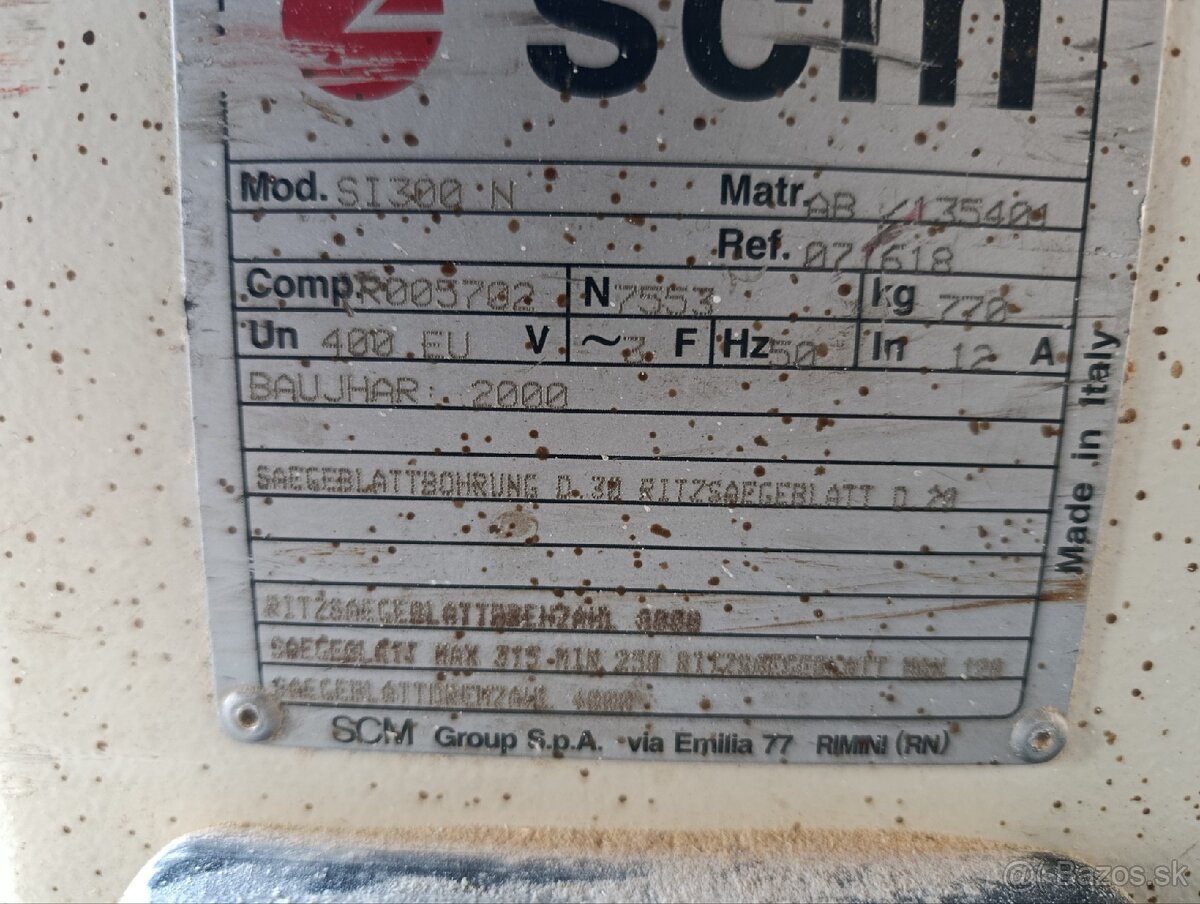 scm
Mod. SI300 N Matr. AB /135404
Ref. 07/618
Comp. R005702 N 7553 kg 770
Un 400 EU V ~ 3 F Hz 50 In 12 A
BAUJHAR: 2000
SAEGEBLATTBOHRUNG D.30 RITZSAEGEBLATT D 20
RITZSAEGEBLATTDREHZAHL
SAEGEBLATT MAX 315 MIN 250
SAEGEBLATTDREHZAHL 4000
SCM Group S.p.A. via Emilia 77 RIMINI (RN)
Made in Italy
Bazos.sk